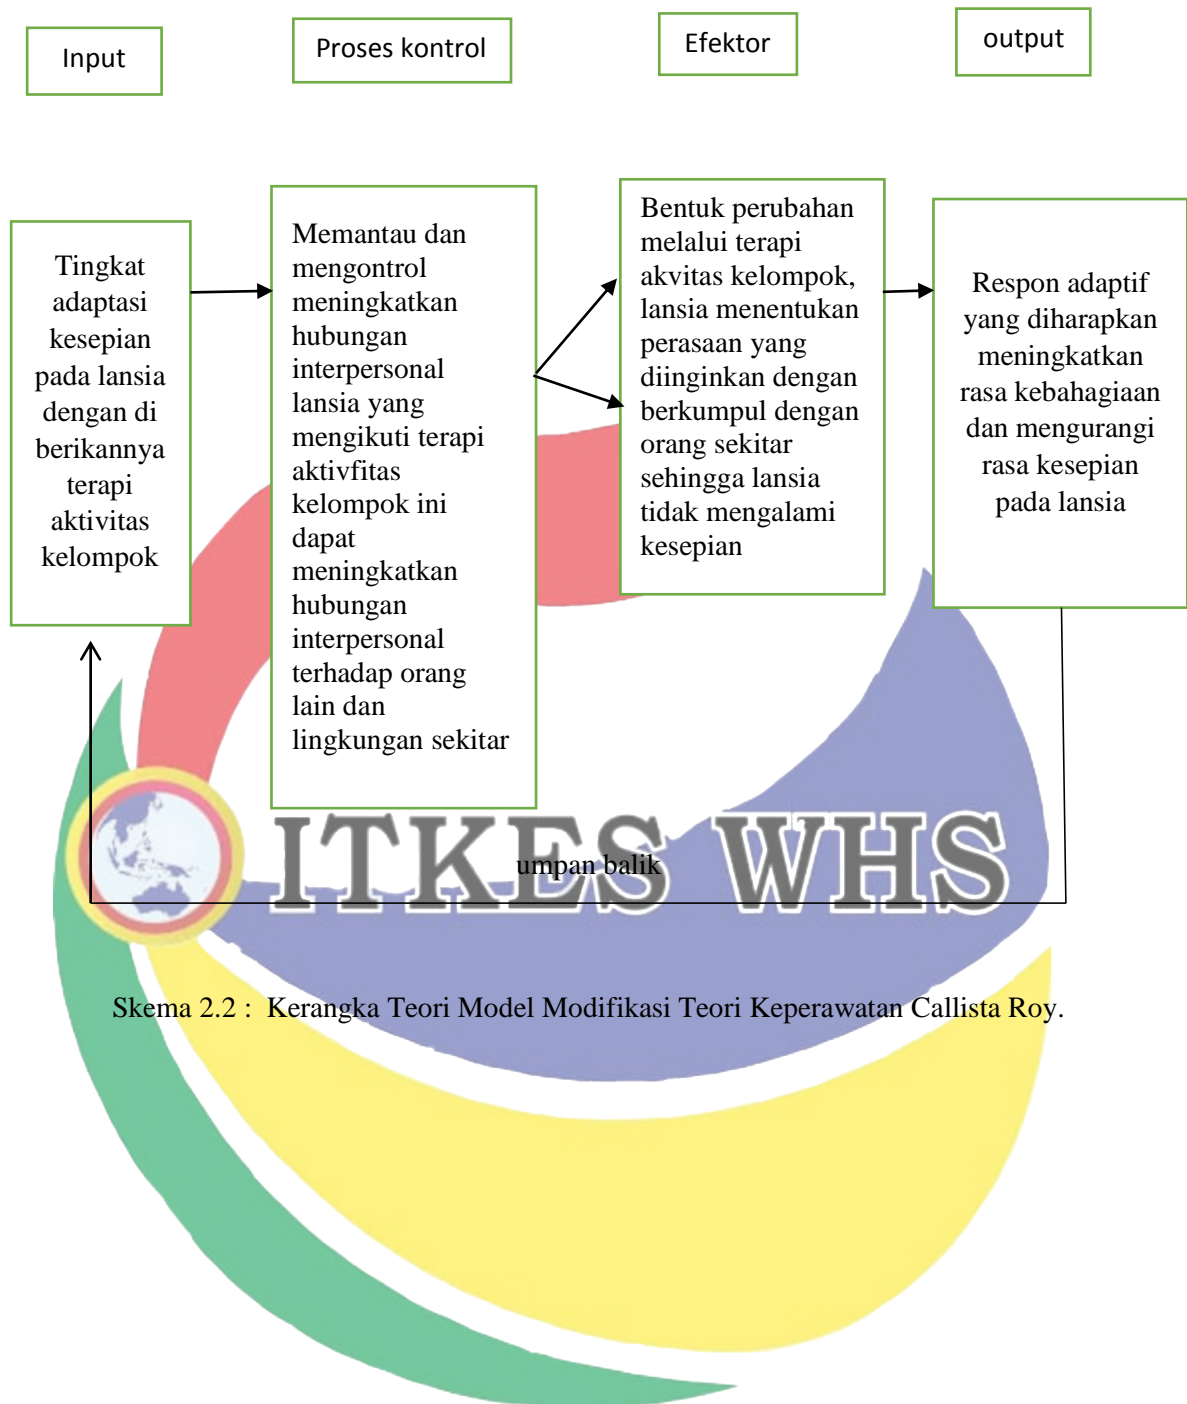 Input
Proses kontrol
Efektor
output
Tingkat
adaptasi
kesepian
pada lansia
dengan di
berikannya
terapi
aktivitas
kelompok
Memantau dan
mengontrol
meningkatkan
hubungan
interpersonal
lansia yang
mengikuti terapi
aktivfitas
kelompok ini
dapat
meningkatkan
hubungan
interpersonal
terhadap orang
lain dan
lingkungan sekitar
Bentuk perubahan
melalui terapi
akvitas kelompok,
lansia menentukan
perasaan yang
diinginkan dengan
berkumpul dengan
orang sekitar
sehingga lansia
tidak mengalami
kesepian
Respon adaptif
yang diharapkan
meningkatkan
rasa kebahagiaan
dan mengurangi
rasa kesepian
pada lansia
ITKES WHS
umpan balik
Skema 2.2 :  Kerangka Teori Model Modifikasi Teori Keperawatan Callista Roy.